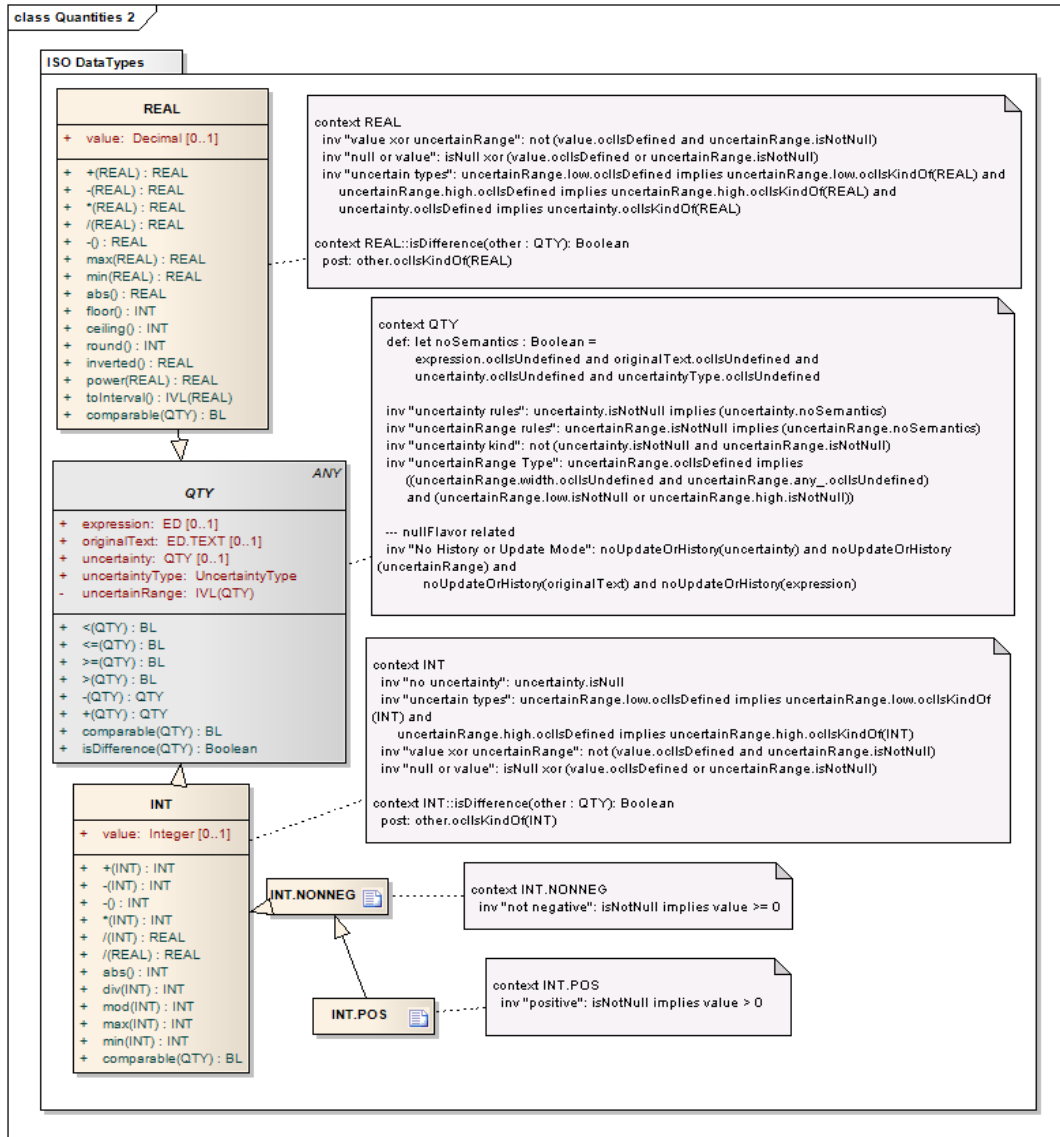 class Quantities 2
ISO DataTypes
REAL
+ value: Decimal [0..1]
+ +(REAL) : REAL
+ -(REAL) : REAL
+ *(REAL) : REAL
+ /(REAL) : REAL
+ -() : REAL
+ max(REAL) : REAL
+ min(REAL) : REAL
+ abs() : REAL
+ floor() : INT
+ ceiling() : INT
+ round() : INT
+ inverted() : REAL
+ power(REAL) : REAL
+ toInterval() : IVL(REAL)
+ comparable(QTY) : BL
context REAL
inv "value xor uncertainRange": not (value.oclIsDefined and uncertainRange.isNotNull)
inv "null or value": isNull xor (value.oclIsDefined or uncertainRange.isNotNull)
inv "uncertain types": uncertainRange.low.oclIsDefined implies uncertainRange.low.oclIsKindOf(REAL) and
uncertainRange.high.oclIsDefined implies uncertainRange.high.oclIsKindOf(REAL) and
uncertainty.oclIsDefined implies uncertainty.oclIsKindOf(REAL)
context REAL::isDifference(other : QTY): Boolean
post: other.oclIsKindOf(REAL)
ANY
QTY
+ expression: ED [0..1]
+ originalText: ED.TEXT [0..1]
+ uncertainty: QTY [0..1]
+ uncertaintyType: UncertaintyType
- uncertainRange: IVL(QTY)
+ <(QTY) : BL
+ <=(QTY) : BL
+ >=(QTY) : BL
+ >(QTY) : BL
+ -(QTY) : QTY
+ +(QTY) : QTY
+ comparable(QTY) : BL
+ isDifference(QTY) : Boolean
context QTY
def: let noSemantics : Boolean =
expression.oclIsUndefined and originalText.oclIsUndefined and
uncertainty.oclIsUndefined and uncertaintyType.oclIsUndefined
inv "uncertainty rules": uncertainty.isNotNull implies (uncertainty.noSemantics)
inv "uncertainRange rules": uncertainRange.isNotNull implies (uncertainRange.noSemantics)
inv "uncertainty kind": not (uncertainty.isNotNull and uncertainRange.isNotNull)
inv "uncertainRange Type": uncertainRange.oclIsDefined implies
((uncertainRange.width.oclIsUndefined and uncertainRange.any_.oclIsUndefined)
and (uncertainRange.low.isNotNull or uncertainRange.high.isNotNull))
--- nullFlavor related
inv "No History or Update Mode": noUpdateOrHistory(uncertainty) and noUpdateOrHistory
(uncertainRange) and
noUpdateOrHistory(originalText) and noUpdateOrHistory(expression)
INT
+ value: Integer [0..1]
+ +(INT) : INT
+ -(INT) : INT
+ -() : INT
+ *(INT) : INT
+ /(INT) : REAL
+ /(REAL) : REAL
+ abs() : INT
+ div(INT) : INT
+ mod(INT) : INT
+ max(INT) : INT
+ min(INT) : INT
+ comparable(QTY) : BL
context INT
inv "no uncertainty": uncertainty.isNull
inv "uncertain types": uncertainRange.low.oclIsDefined implies uncertainRange.low.oclIsKindOf
(INT) and
uncertainRange.high.oclIsDefined implies uncertainRange.high.oclIsKindOf(INT)
inv "value xor uncertainRange": not (value.oclIsDefined and uncertainRange.isNotNull)
inv "null or value": isNull xor (value.oclIsDefined or uncertainRange.isNotNull)
context INT::isDifference(other : QTY): Boolean
post: other.oclIsKindOf(INT)
INT.NONNEG
context INT.NONNEG
inv "not negative": isNotNull implies value >= 0
INT.POS
context INT.POS
inv "positive": isNotNull implies value > 0